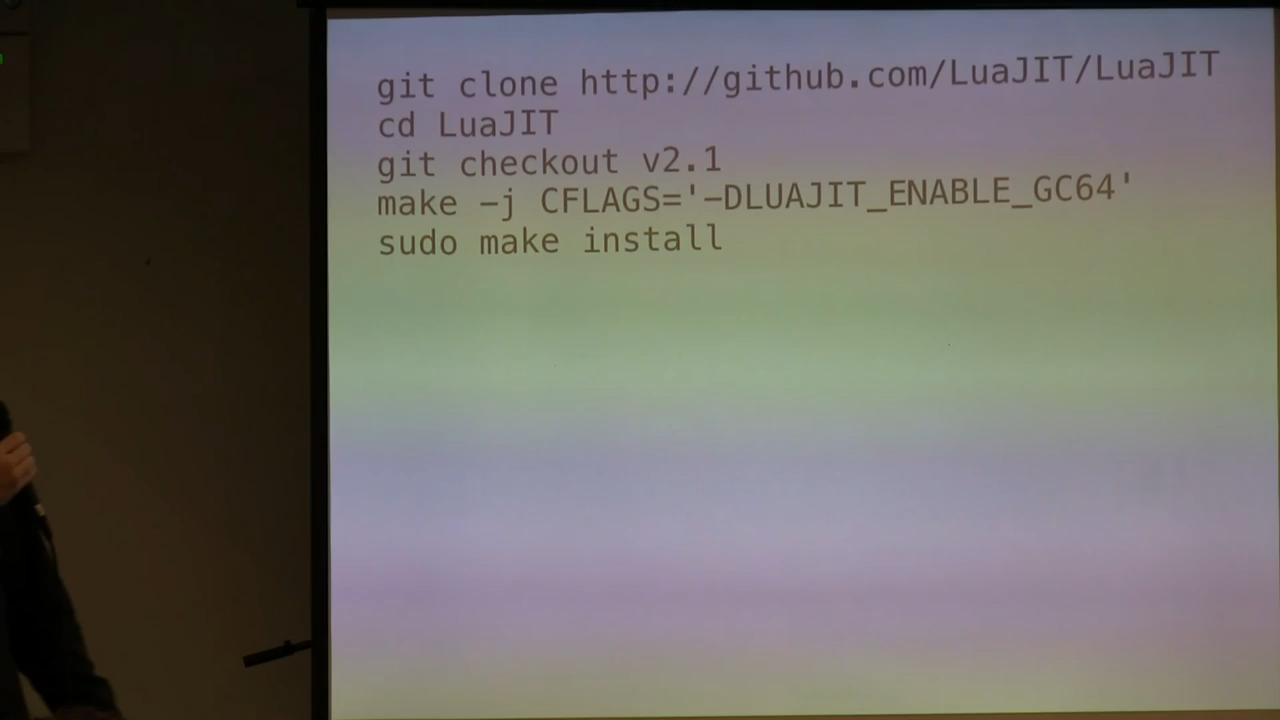 git clone http://github.com/LuaJIT/LuaJIT
cd LuaJIT
git checkout v2.1
make -j CFLAGS='-DLUAJIT_ENABLE_GC64'
sudo make install